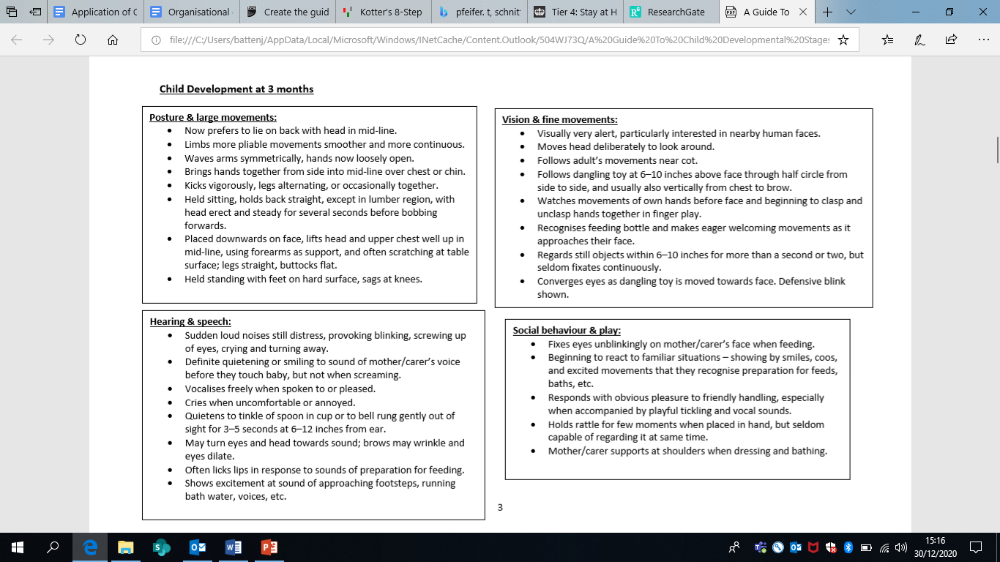 Application of C
Organisational
Create the guid
Kotter's 8-Step
pfeifer. t, schnit
Tier 4: Stay at H
ResearchGate
A Guide To
file:///C:/Users/battenj/AppData/Local/Microsoft/Windows/INetCache/Content.Outlook/504WJ73Q/A%20Guide%20To%20Child%20Developmental%20Stages
Child Development at 3 months
Posture & large movements:
• Now prefers to lie on back with head in mid-line.
• Limbs more pliable movements smoother and more continuous.
• Waves arms symmetrically, hands now loosely open.
• Brings hands together from side into mid-line over chest or chin.
• Kicks vigorously, legs alternating, or occasionally together.
• Held sitting, holds back straight, except in lumber region, with
head erect and steady for several seconds before bobbing
forwards.
• Placed downwards on face, lifts head and upper chest well up in
mid-line, using forearms as support, and often scratching at table
surface; legs straight, buttocks flat.
• Held standing with feet on hard surface, sags at knees.
Vision & fine movements:
• Visually very alert, particularly interested in nearby human faces.
• Moves head deliberately to look around.
• Follows adult's movements near cot.
• Follows dangling toy at 6–10 inches above face through half circle from
side to side, and usually also vertically from chest to brow.
• Watches movements of own hands before face and beginning to clasp and
unclasp hands together in finger play.
• Recognises feeding bottle and makes eager welcoming movements as it
approaches their face.
• Regards still objects within 6–10 inches for more than a second or two, but
seldom fixates continuously.
• Converges eyes as dangling toy is moved towards face. Defensive blink
shown.
Hearing & speech:
• Sudden loud noises still distress, provoking blinking, screwing up
of eyes, crying and turning away.
• Definite quietening or smiling to sound of mother/carer's voice
before they touch baby, but not when screaming.
• Vocalises freely when spoken to or pleased.
• Cries when uncomfortable or annoyed.
• Quietens to tinkle of spoon in cup or to bell rung gently out of
sight for 3–5 seconds at 6–12 inches from ear.
• May turn eyes and head towards sound; brows may wrinkle and
eyes dilate.
• Often licks lips in response to sounds of preparation for feeding.
• Shows excitement at sound of approaching footsteps, running
bath water, voices, etc.
Social behaviour & play:
• Fixes eyes unblinkingly on mother/carer's face when feeding.
• Beginning to react to familiar situations – showing by smiles, coos,
and excited movements that they recognise preparation for feeds,
baths, etc.
• Responds with obvious pleasure to friendly handling, especially
when accompanied by playful tickling and vocal sounds.
• Holds rattle for few moments when placed in hand, but seldom
capable of regarding it at same time.
• Mother/carer supports at shoulders when dressing and bathing.
3
15:16
30/12/2020